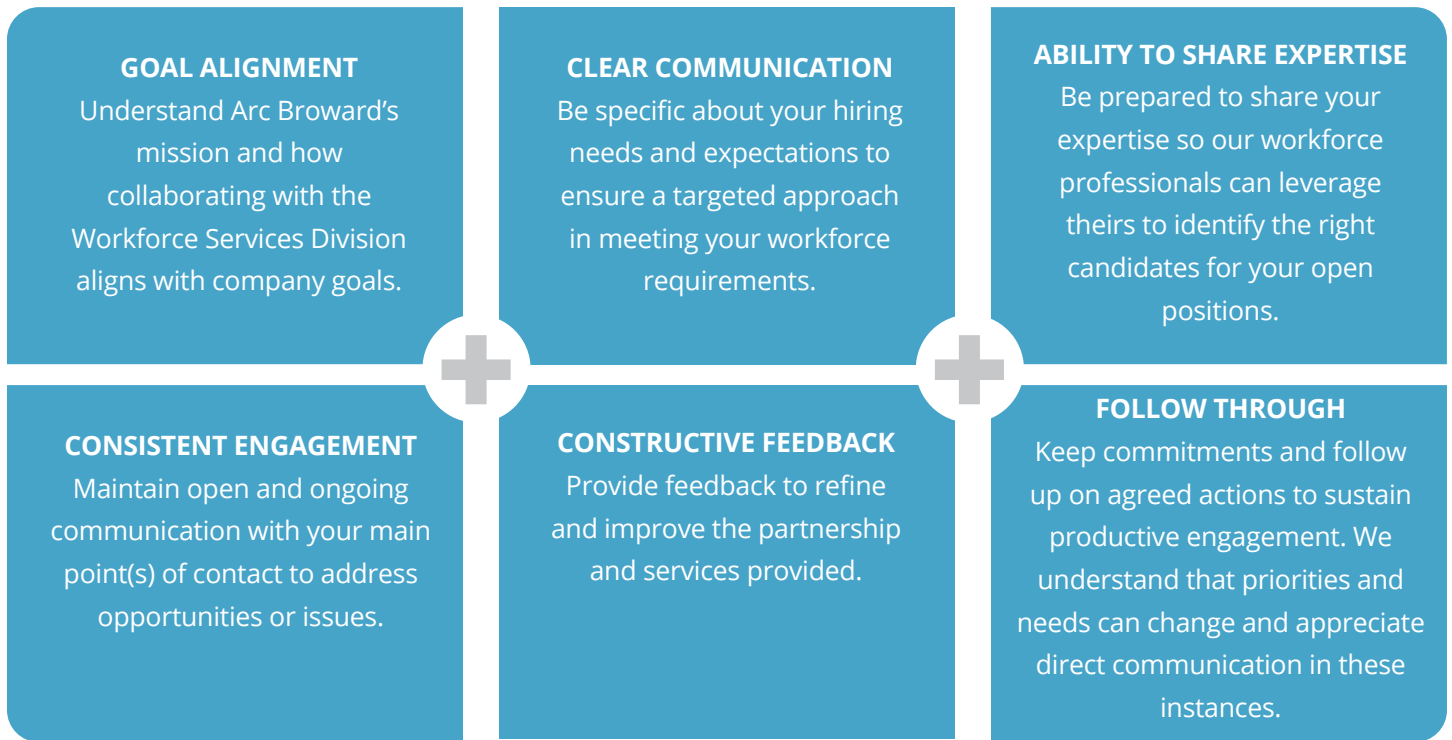 GOAL ALIGNMENT
Understand Arc Broward’s
mission and how
collaborating with the
Workforce Services Division
aligns with company goals.
CLEAR COMMUNICATION
Be specific about your hiring
needs and expectations to
ensure a targeted approach
in meeting your workforce
requirements.
ABILITY TO SHARE EXPERTISE
Be prepared to share your
expertise so our workforce
professionals can leverage
theirs to identify the right
candidates for your open
positions.
CONSISTENT ENGAGEMENT
Maintain open and ongoing
communication with your main
point(s) of contact to address
opportunities or issues.
CONSTRUCTIVE FEEDBACK
Provide feedback to refine
and improve the partnership
and services provided.
FOLLOW THROUGH
Keep commitments and follow
up on agreed actions to sustain
productive engagement. We
understand that priorities and
needs can change and appreciate
direct communication in these
instances.